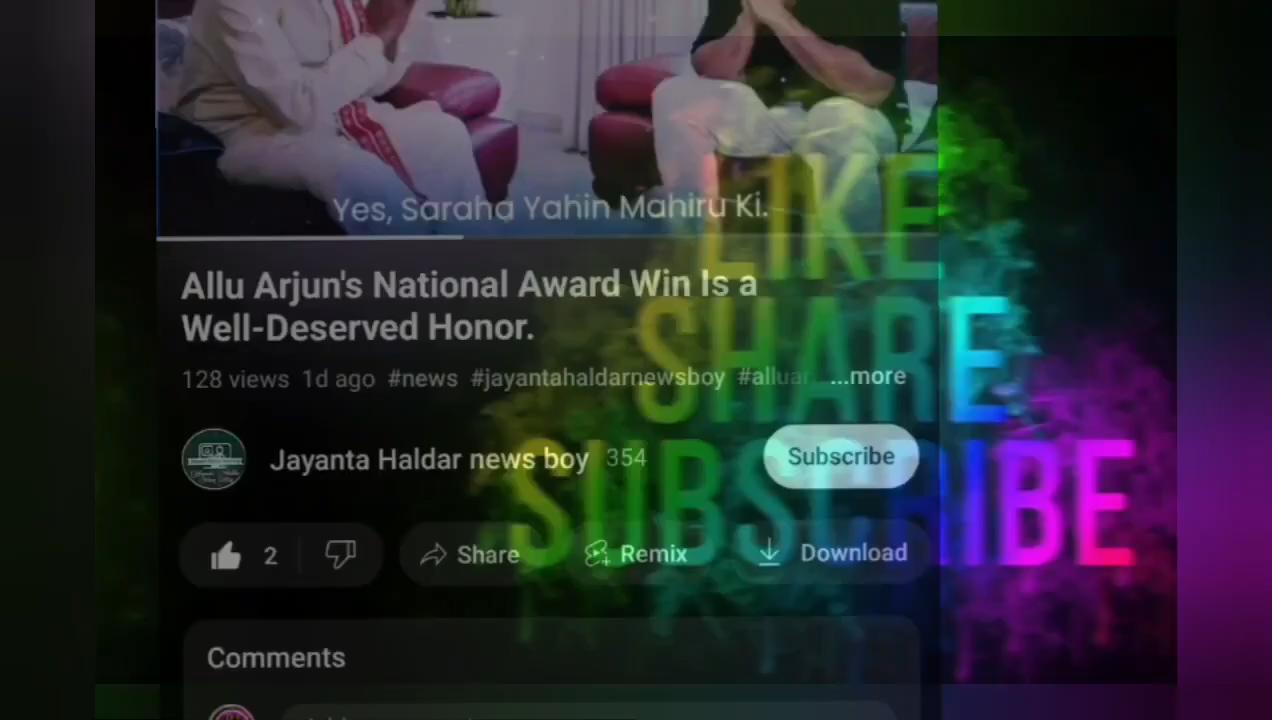 Yes, Saraha Yahin Mahiru Ki.
Allu Arjun's National Award Win Is a
Well-Deserved Honor.
128 views 1d ago #news #jayantahaldarnewsboy #alluar ...more
Jayanta Haldar news boy 354
Subscribe
2
Share
Remix
Download
Comments
LIKE
SHARE
SUBSCRIBE